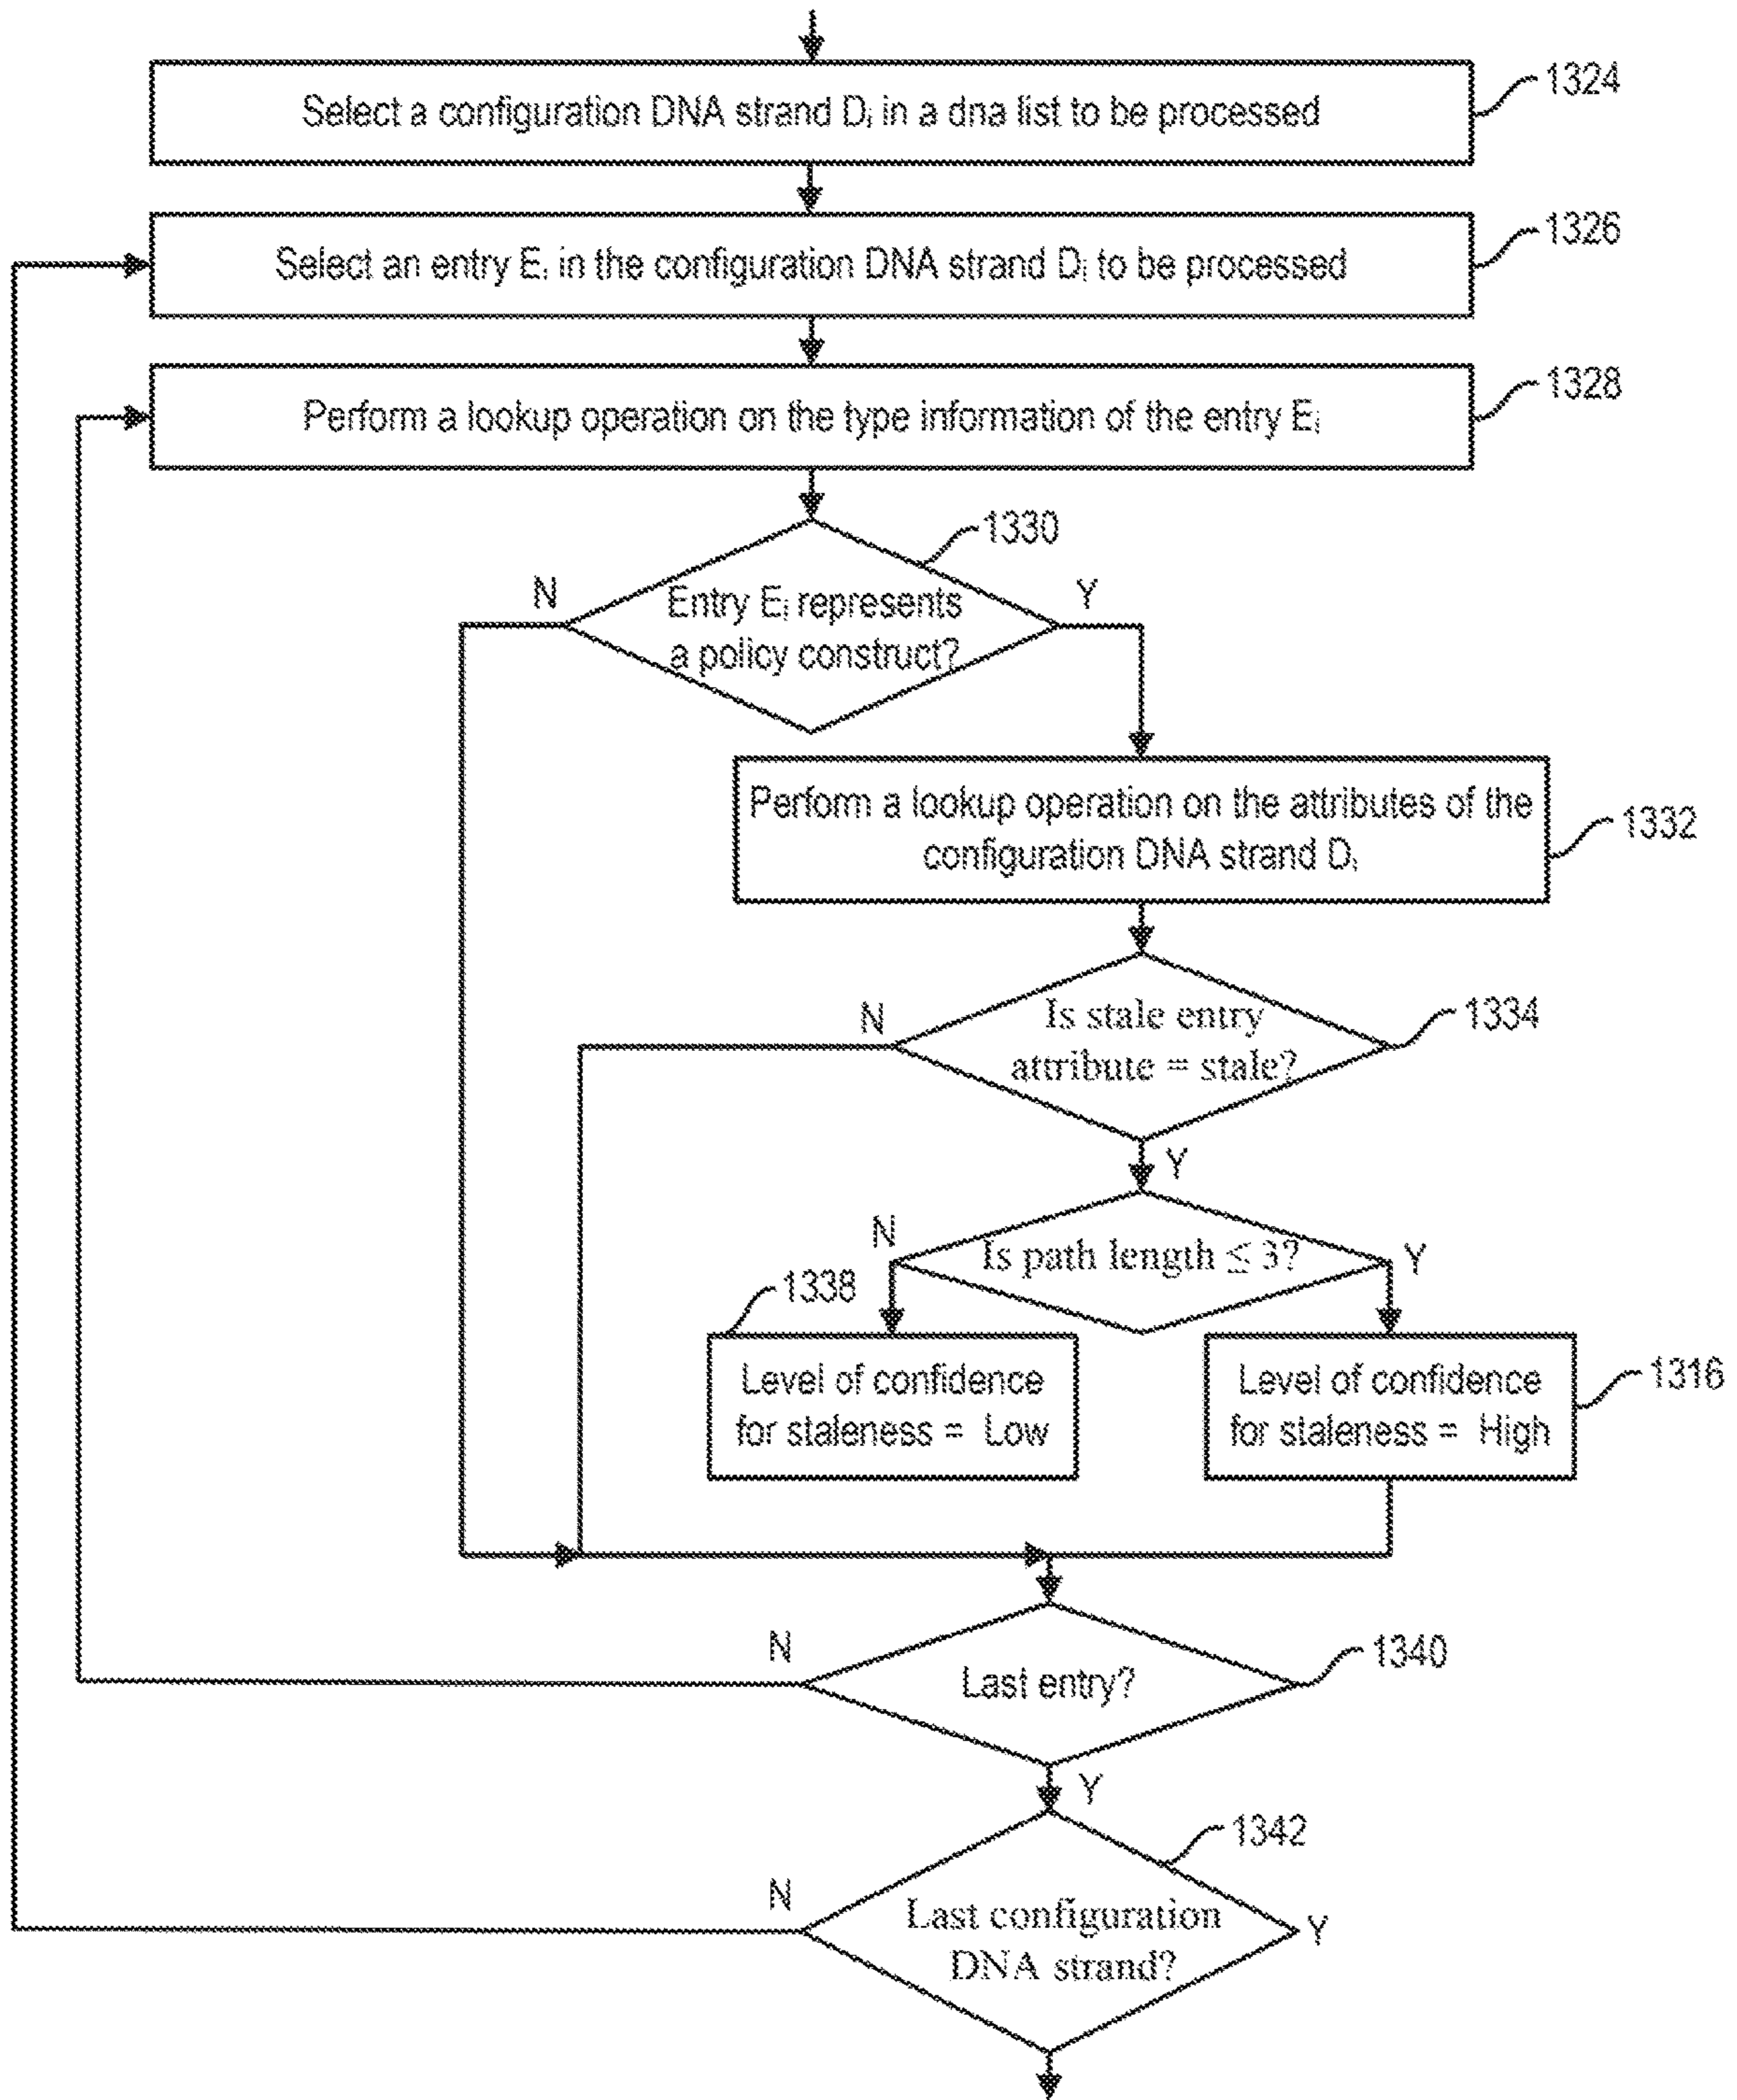 Select a configuration DNA strand Di in a dna list to be processed
1324
Select an entry Ei in the configuration DNA strand Di to be processed
1326
Perform a lookup operation on the type information of the entry Ei
1328
1330
N
Entry Ei represents
a policy construct?
Y
Perform a lookup operation on the attributes of the
configuration DNA strand Di
1332
N
Is stale entry
attribute = stale?
1334
Y
N
Is path length ≤ 3?
Y
1338
Level of confidence
for staleness = Low
Level of confidence
for staleness = High
1316
N
Last entry?
1340
Y
1342
N
Last configuration
DNA strand?
Y